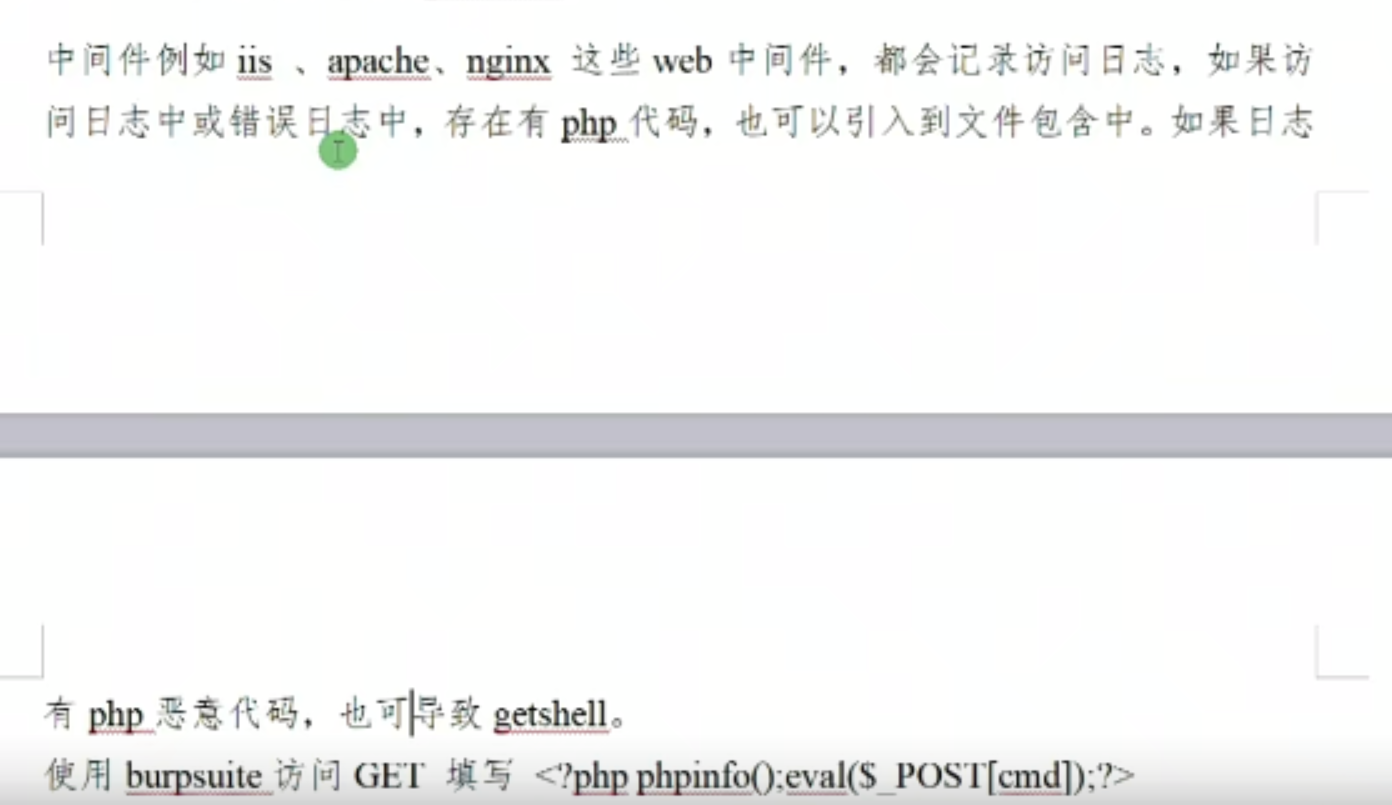 中间件例如 iis 、apache、nginx 这些 web 中间件，都会记录访问日志，如果访
问日志中或错误日志中，存在有 php 代码，也可以引入到文件包含中。如果日志
有 php 恶意代码，也可导致 getshell。
使用 burpsuite 访问 GET 填写 <?php phpinfo();eval($_POST[cmd]);?>